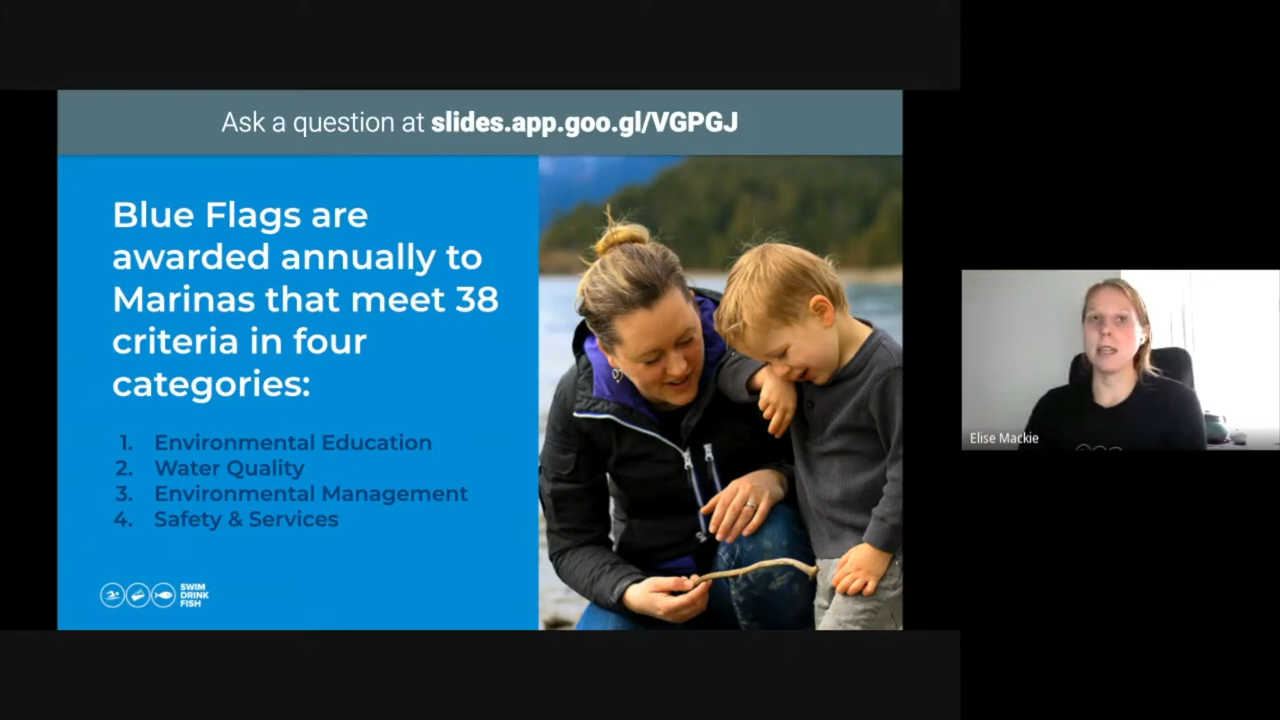 Ask a question at slides.app.goo.gl/VGPGJ
Blue Flags are
awarded annually to
Marinas that meet 38
criteria in four
categories:
1. Environmental Education
2. Water Quality
3. Environmental Management
4. Safety & Services
SWIM
DRINK
FISH
Elise Mackie